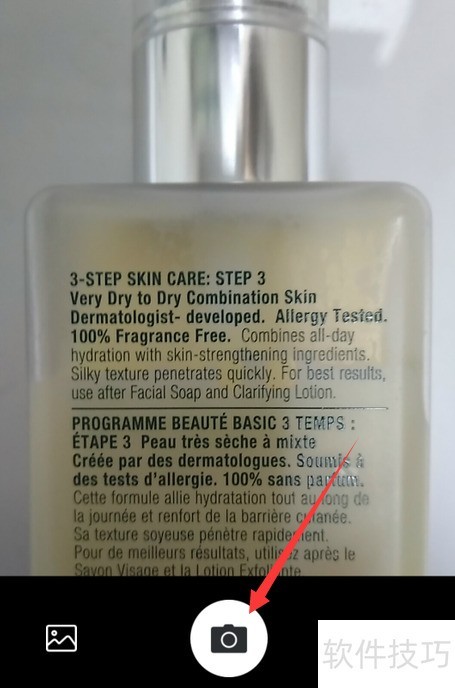 3-STEP SKIN CARE: STEP 3
Very Dry to Dry Combination Skin
Dermatologist- developed. Allergy Tested.
100% Fragrance Free. Combines all-day
hydration with skin-strengthening ingredients.
Silky texture penetrates quickly. For best results,
use after Facial Soap and Clarifying Lotion.
PROGRAMME BEAUTÉ BASIC 3 TEMPS :
ÉTAPE 3 Peau très sèche à mixte
Créée par des dermatologues. Soumis à
des tests d'allergie. 100% sans parfum.
Cette formule allie hydratation tout au long de
la journée et renfort de la barrière cutanée.
Sa texture soyeuse pénètre rapidement.
Pour de meilleurs résultats, utilisez après le
Savon Visage et la Lotion Exfoliante
软件技巧